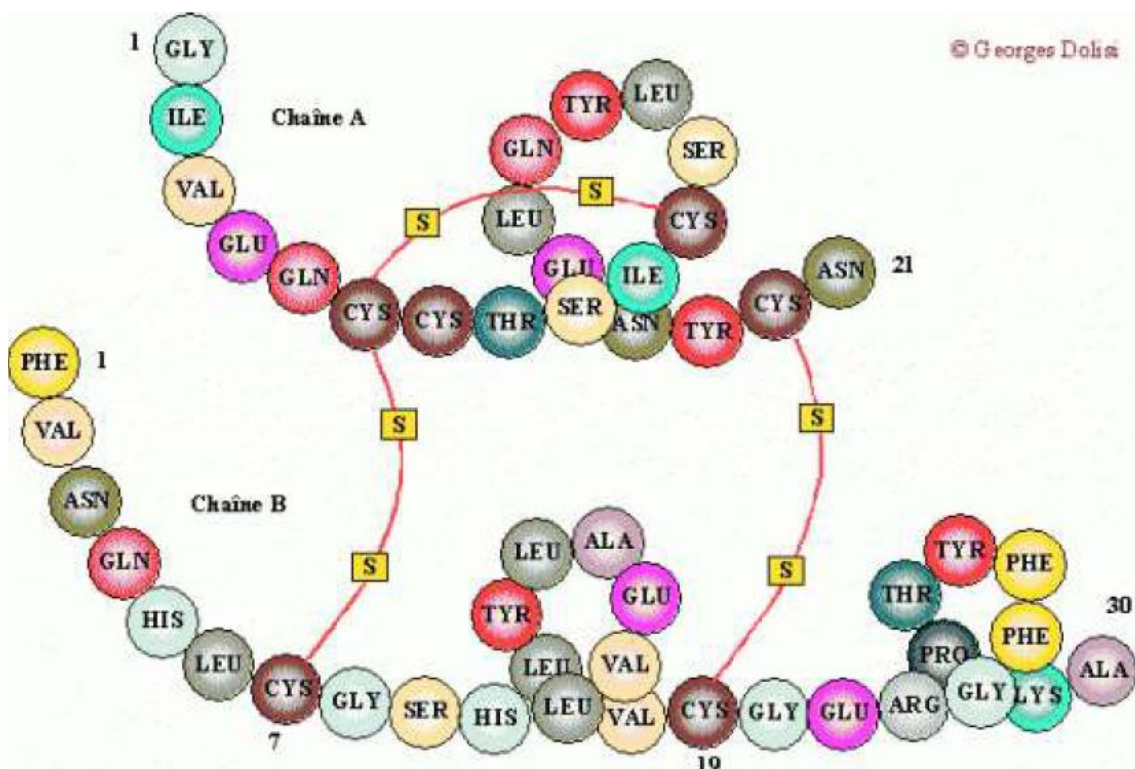 © Georges Dolisi
Chaîne A
1
GLY
ILE
VAL
GLU
GLN
CYS
CYS
THR
SER
ILE
CYS
SER
LEU
TYR
GLN
LEU
GLU
ASN
TYR
CYS
ASN
21
S
S
S
S
S
S
Chaîne B
1
PHE
VAL
ASN
GLN
HIS
LEU
CYS
7
GLY
SER
HIS
LEU
VAL
GLU
ALA
LEU
TYR
LEU
VAL
CYS
19
GLY
GLU
ARG
GLY
PHE
PHE
TYR
THR
PRO
LYS
ALA
30